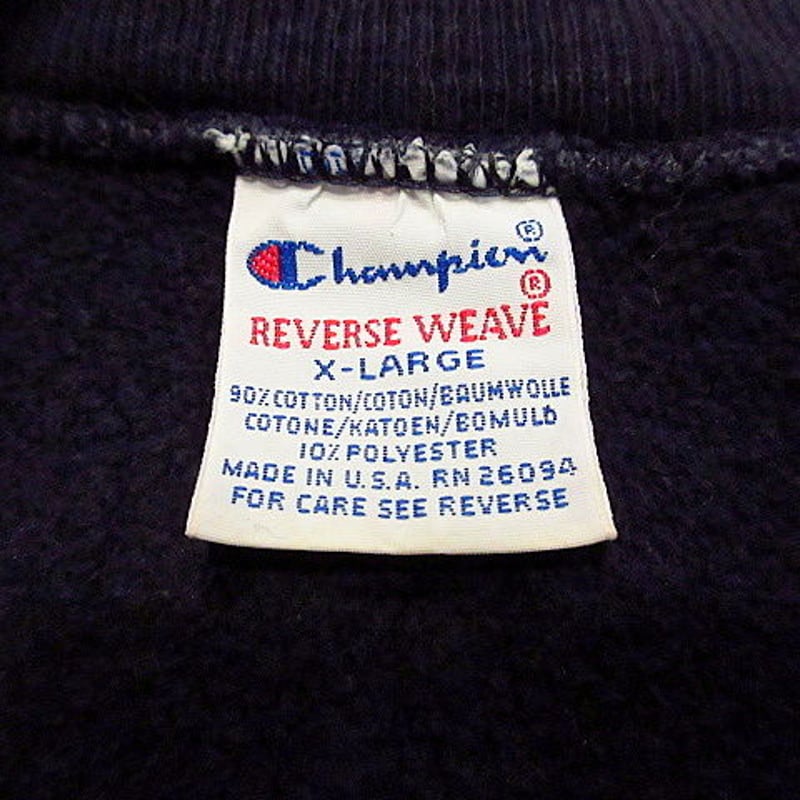 Champion®
®
REVERSE WEAVE
X-LARGE
90% COTTON/COTON/BAUMWOLLE
COTONE/KATOEN/BOMULD
10% POLYESTER
MADE IN U.S.A. RN 26094
FOR CARE SEE REVERSE